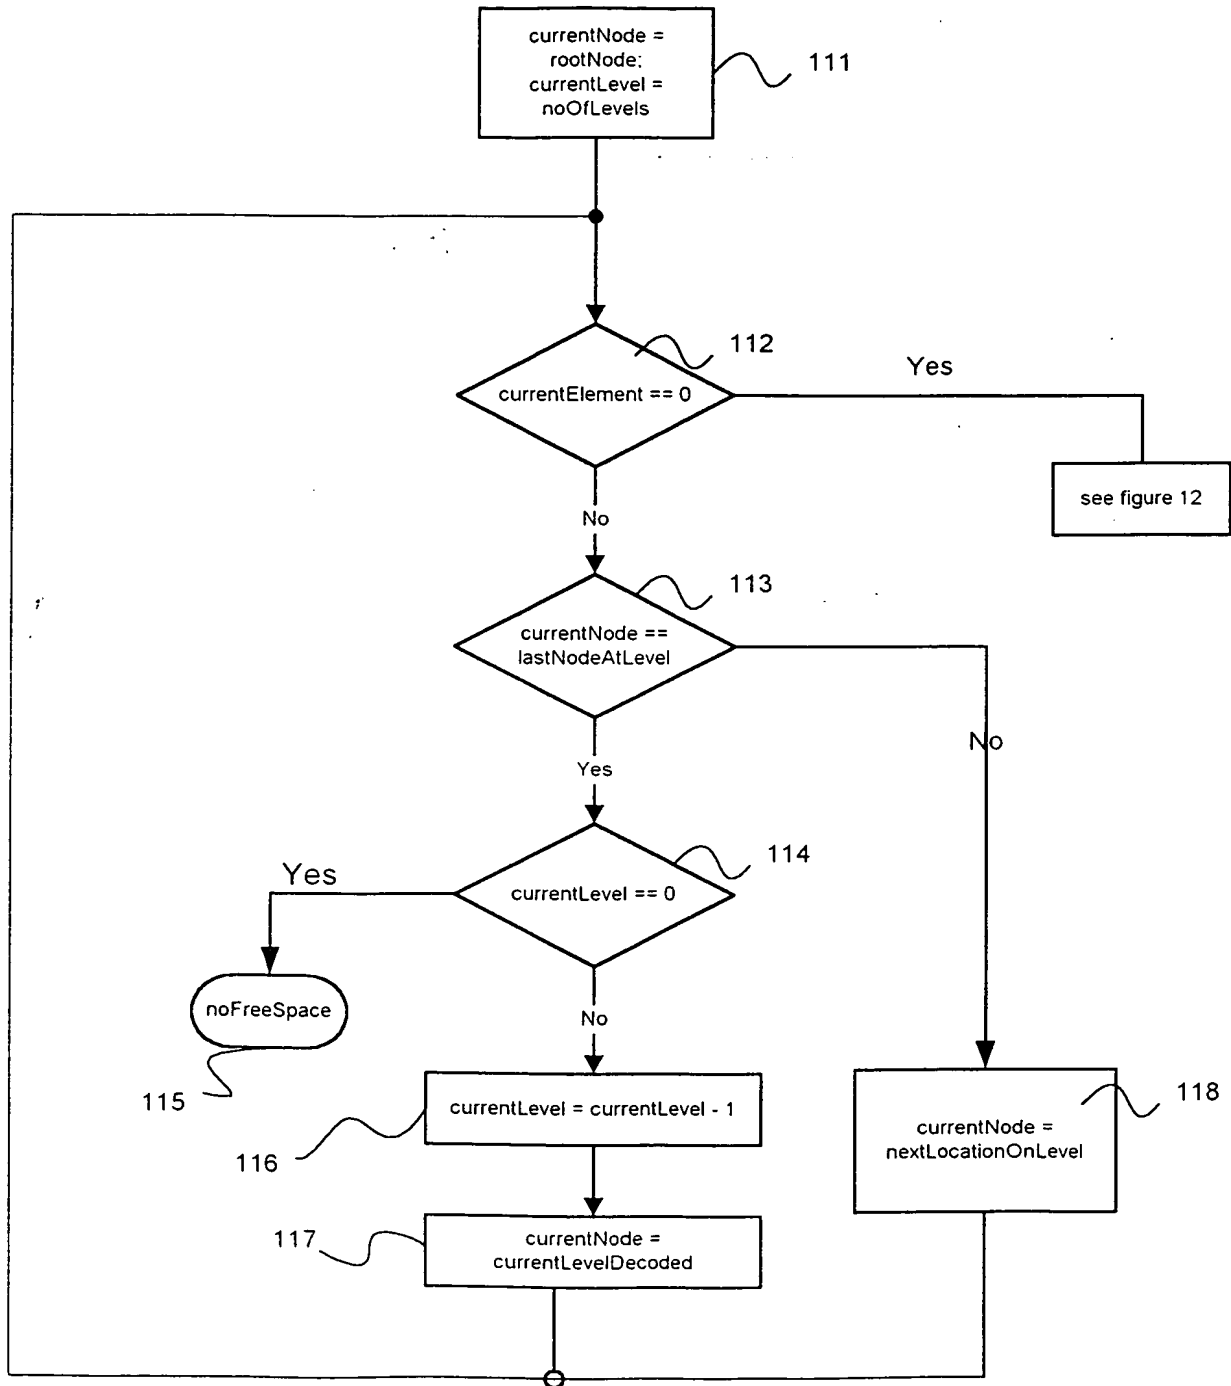 currentNode =
rootNode;
currentLevel =
noOfLevels
111
112
currentElement == 0
Yes
see figure 12
No
113
currentNode ==
lastNodeAtLevel
No
Yes
114
Yes
currentLevel == 0
noFreeSpace
No
115
currentLevel = currentLevel - 1
116
118
currentNode =
nextLocationOnLevel
117
currentNode =
currentLevelDecoded